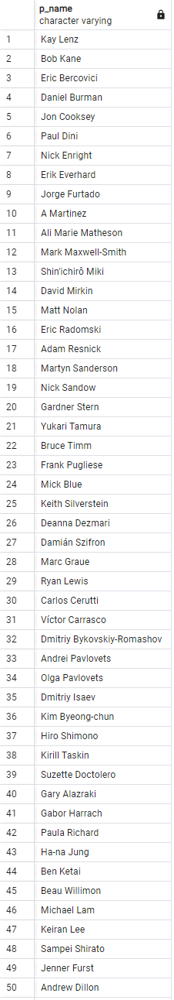 p_name
character varying
1 Kay Lenz
2 Bob Kane
3 Eric Bercovici
4 Daniel Burman
5 Jon Cooksey
6 Paul Dini
7 Nick Enright
8 Erik Everhard
9 Jorge Furtado
10 A Martinez
11 Ali Marie Matheson
12 Mark Maxwell-Smith
13 Shin'ichirô Miki
14 David Mirkin
15 Matt Nolan
16 Eric Radomski
17 Adam Resnick
18 Martyn Sanderson
19 Nick Sandow
20 Gardner Stern
21 Yukari Tamura
22 Bruce Timm
23 Frank Pugliese
24 Mick Blue
25 Keith Silverstein
26 Deanna Dezmari
27 Damián Szifron
28 Marc Graue
29 Ryan Lewis
30 Carlos Cerutti
31 Víctor Carrasco
32 Dmitriy Bykovskiy-Romashov
33 Andrei Pavlovets
34 Olga Pavlovets
35 Dmitriy Isaev
36 Kim Byeong-chun
37 Hiro Shimono
38 Kirill Taskin
39 Suzette Doctolero
40 Gary Alazraki
41 Gabor Harrach
42 Paula Richard
43 Ha-na Jung
44 Ben Ketai
45 Beau Willimon
46 Michael Lam
47 Keiran Lee
48 Sampei Shirato
49 Jenner Furst
50 Andrew Dillon